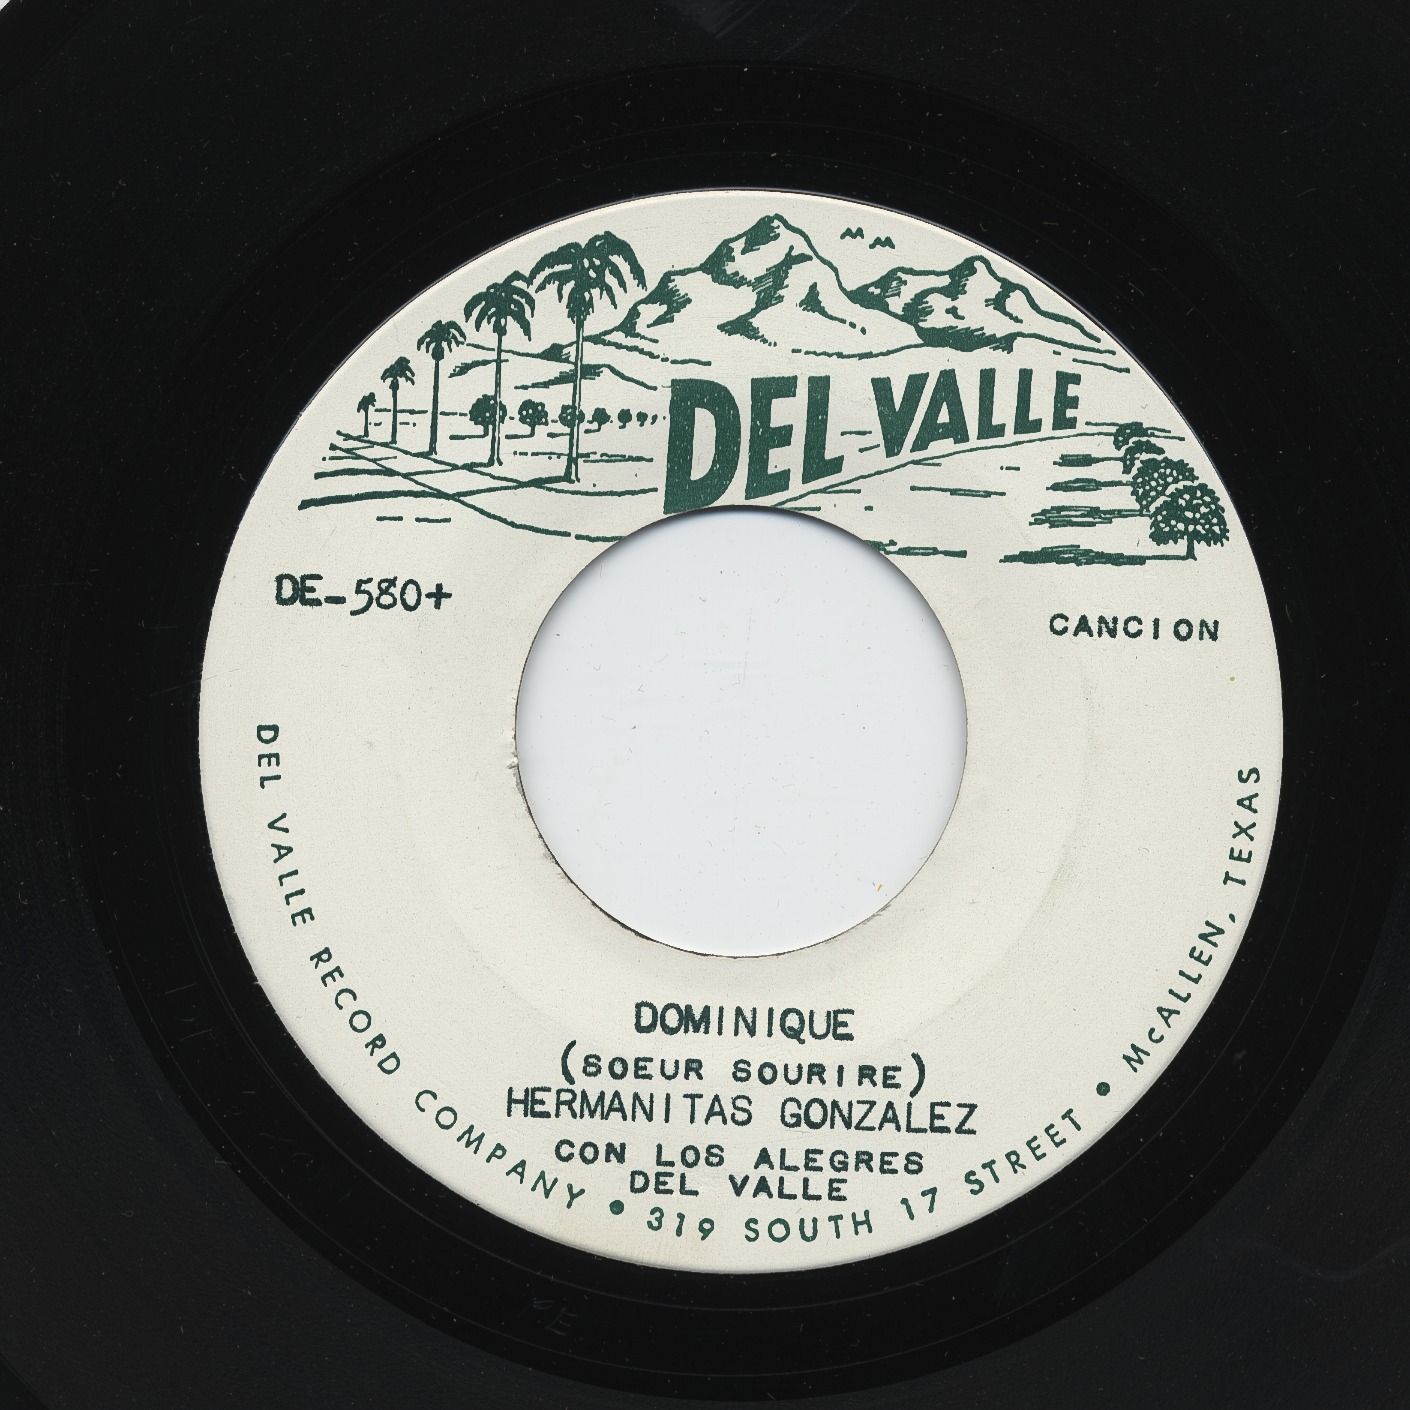 DEL VALLE
DE-580+
CANCION
DOMINIQUE
(SOEUR SOURIRE)
HERMANITAS GONZALEZ
CON LOS ALEGRES
DEL VALLE
DEL VALLE RECORD COMPANY • 319 SOUTH 17 STREET • McALLEN, TEXAS